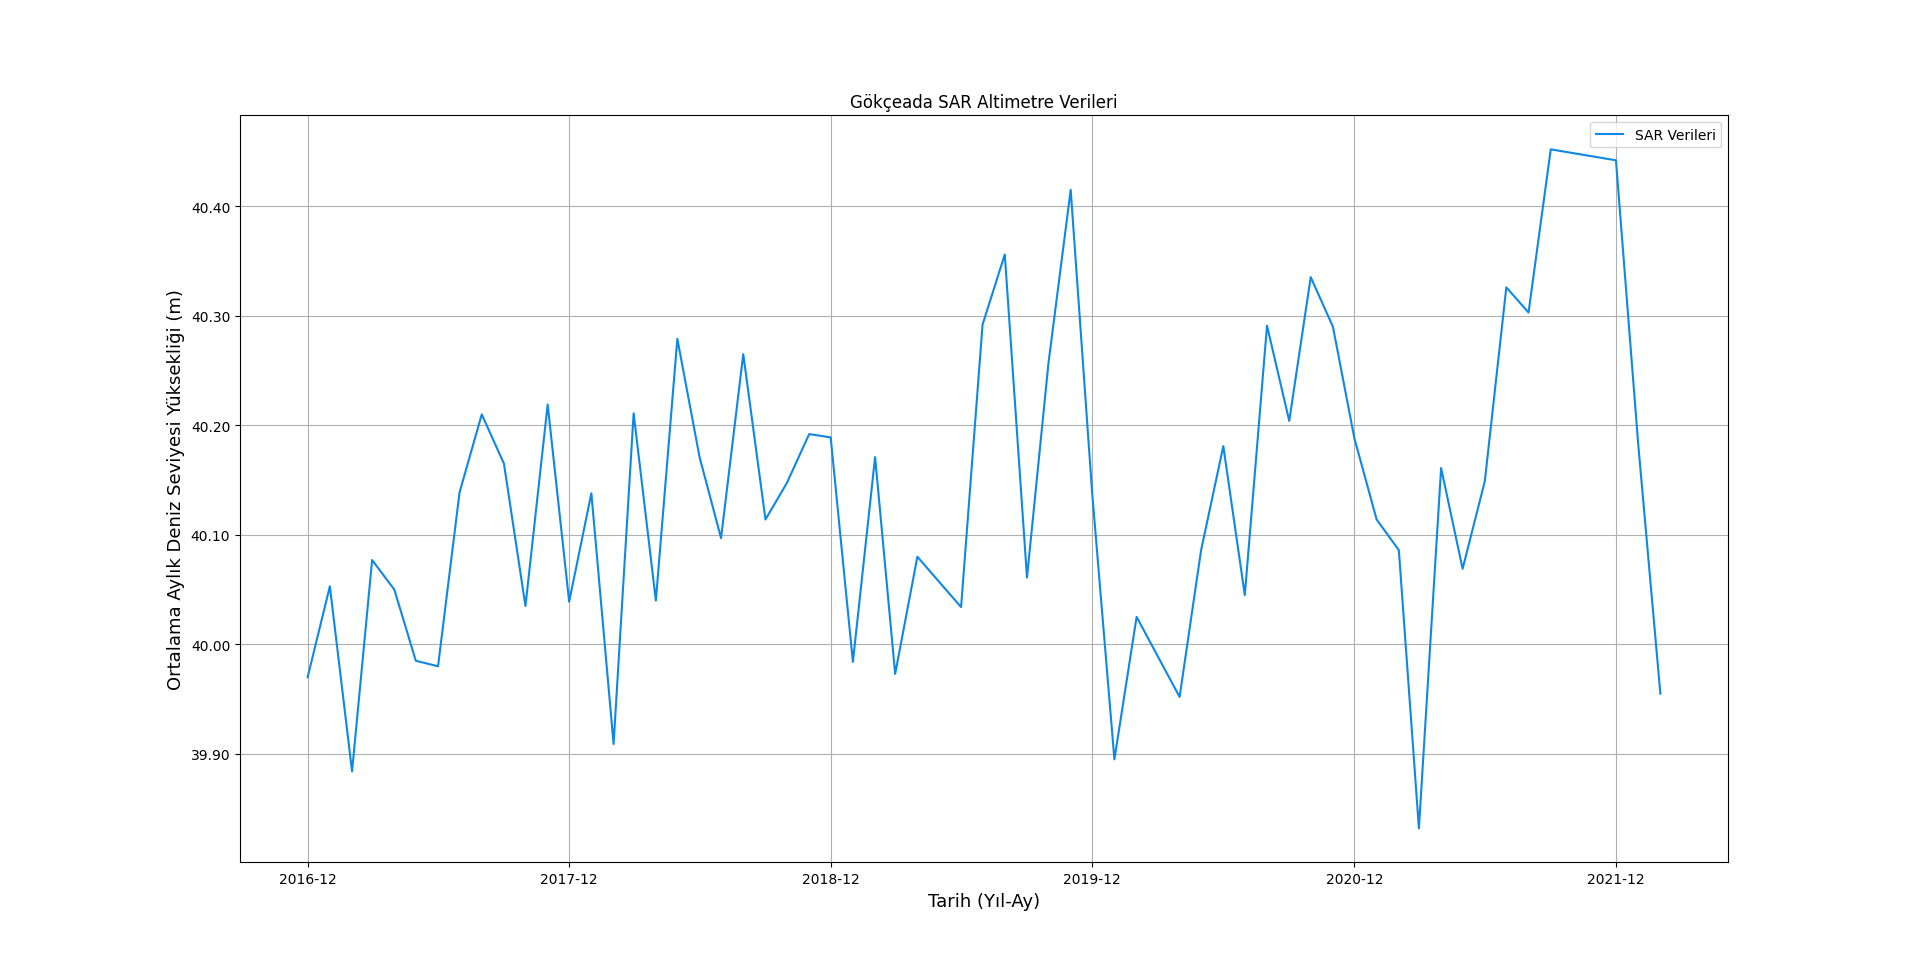 Gökçeada SAR Altimetre Verileri
SAR Verileri
Ortalama Aylık Deniz Seviyesi Yüksekliği (m)
40.40
40.30
40.20
40.10
40.00
39.90
2016-12 2017-12 2018-12 2019-12 2020-12 2021-12
Tarih (Yıl-Ay)